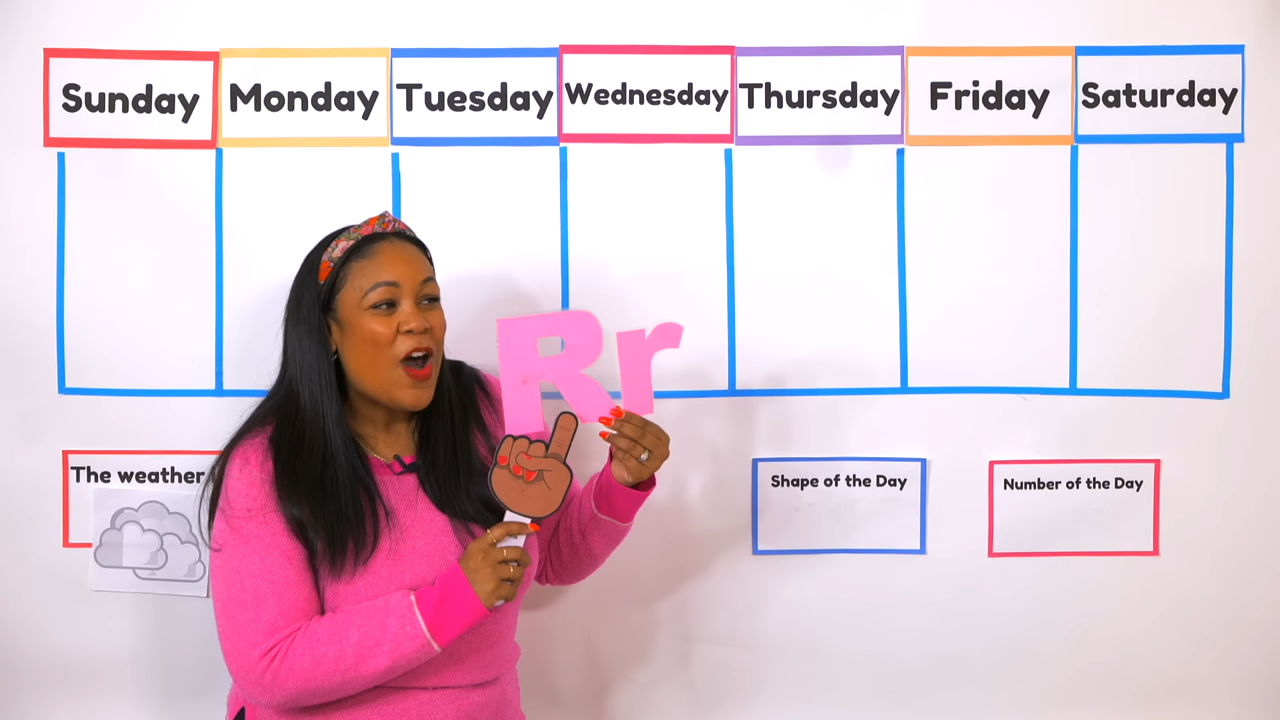 Sunday Monday Tuesday Wednesday Thursday Friday Saturday
Rr
The weather
Shape of the Day
Number of the Day